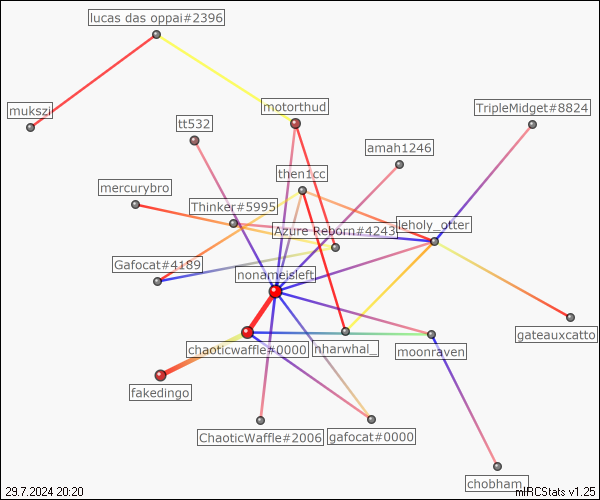 lucas das oppai#2396
mukszi
motorthud
TripleMidget#8824
tt532
amah1246
then1cc
mercurybro
Thinker#5995
leholy_otter
Azure Reborn#4243
Gafocat#4189
nonameisleft
gateauxcatto
chaoticwaffle#0000
nharwhal_
moonraven
fakedingo
ChaoticWaffle#2006
gafocat#0000
chobham_
29.7.2024 20:20
mIRCStats v1.25